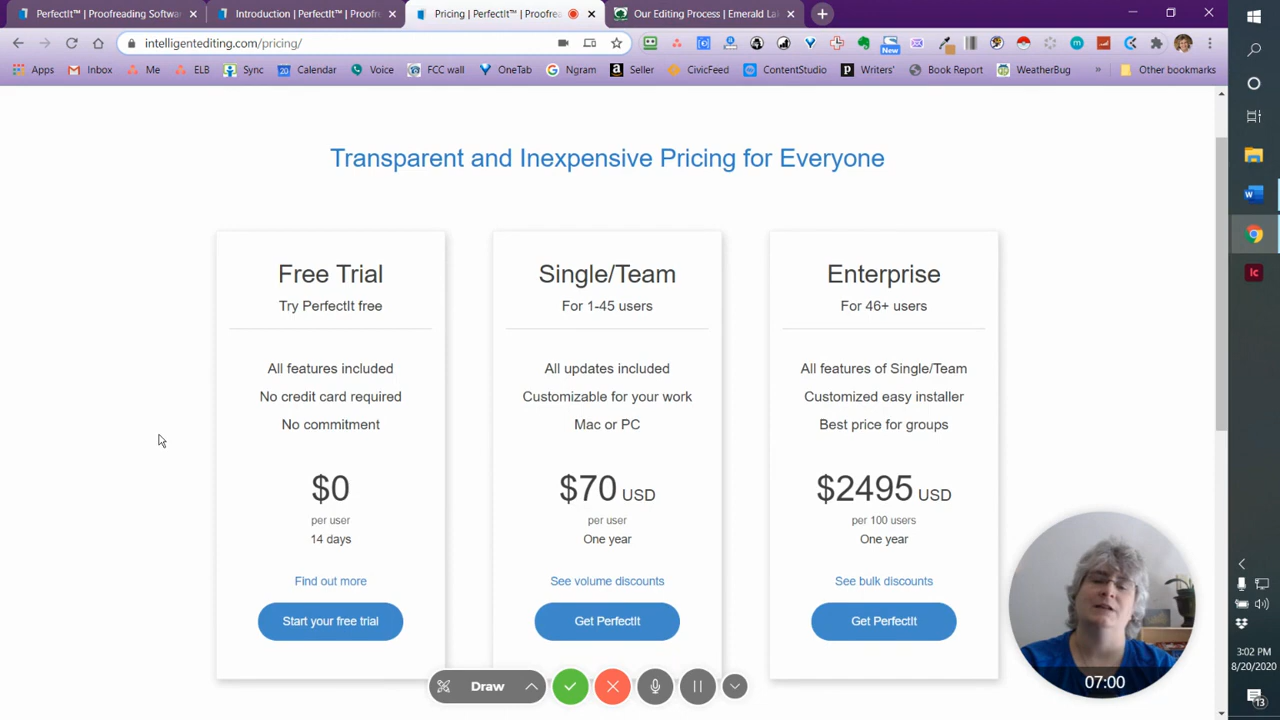 PerfectIt™ | Proofreading Softwa
Introduction | PerfectIt™ | Proofr
Pricing | PerfectIt™ | Proofrea
Our Editing Process | Emerald La
intelligentediting.com/pricing/
New
Apps
Inbox
Me
ELB
Sync
Calendar
Voice
FCC wall
OneTab
Ngram
Seller
CivicFeed
ContentStudio
Writers'
Book Report
WeatherBug
»
Other bookmarks
Transparent and Inexpensive Pricing for Everyone
Free Trial
Try PerfectIt free
All features included
No credit card required
No commitment
$0
per user
14 days
Find out more
Start your free trial
Single/Team
For 1-45 users
All updates included
Customizable for your work
Mac or PC
$70 USD
per user
One year
See volume discounts
Get PerfectIt
Enterprise
For 46+ users
All features of Single/Team
Customized easy installer
Best price for groups
$2495 USD
per 100 users
One year
See bulk discounts
Get PerfectIt
07:00
Draw
3:02 PM
8/20/2020
13